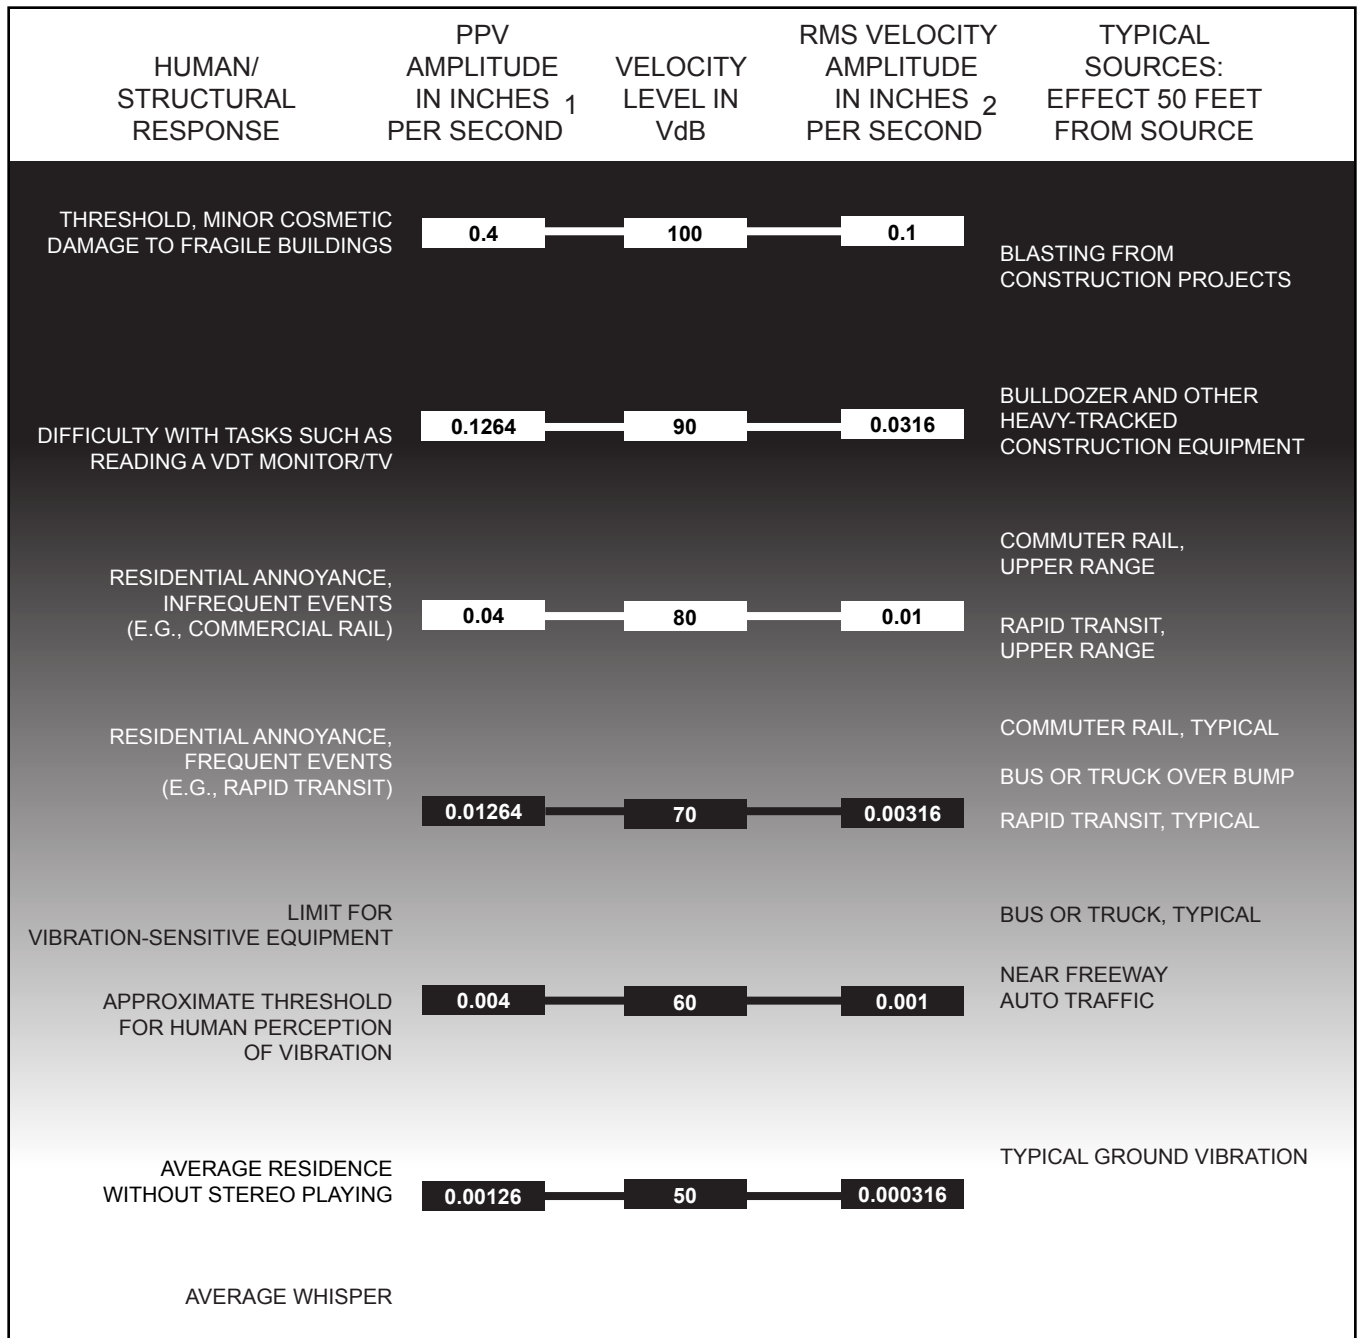 HUMAN/
STRUCTURAL
RESPONSE
PPV
AMPLITUDE
IN INCHES 1
PER SECOND
VELOCITY
LEVEL IN
VdB
RMS VELOCITY
AMPLITUDE
IN INCHES 2
PER SECOND
TYPICAL
SOURCES:
EFFECT 50 FEET
FROM SOURCE
THRESHOLD, MINOR COSMETIC
DAMAGE TO FRAGILE BUILDINGS
0.4
100
0.1
BLASTING FROM
CONSTRUCTION PROJECTS
DIFFICULTY WITH TASKS SUCH AS
READING A VDT MONITOR/TV
0.1264
90
0.0316
BULLDOZER AND OTHER
HEAVY-TRACKED
CONSTRUCTION EQUIPMENT
RESIDENTIAL ANNOYANCE,
INFREQUENT EVENTS
(E.G., COMMERCIAL RAIL)
0.04
80
0.01
COMMUTER RAIL,
UPPER RANGE
RAPID TRANSIT,
UPPER RANGE
RESIDENTIAL ANNOYANCE,
FREQUENT EVENTS
(E.G., RAPID TRANSIT)
0.01264
70
0.00316
COMMUTER RAIL, TYPICAL
BUS OR TRUCK OVER BUMP
RAPID TRANSIT, TYPICAL
LIMIT FOR
VIBRATION-SENSITIVE EQUIPMENT
BUS OR TRUCK, TYPICAL
APPROXIMATE THRESHOLD
FOR HUMAN PERCEPTION
OF VIBRATION
0.004
60
0.001
NEAR FREEWAY
AUTO TRAFFIC
AVERAGE RESIDENCE
WITHOUT STEREO PLAYING
0.00126
50
0.000316
TYPICAL GROUND VIBRATION
AVERAGE WHISPER